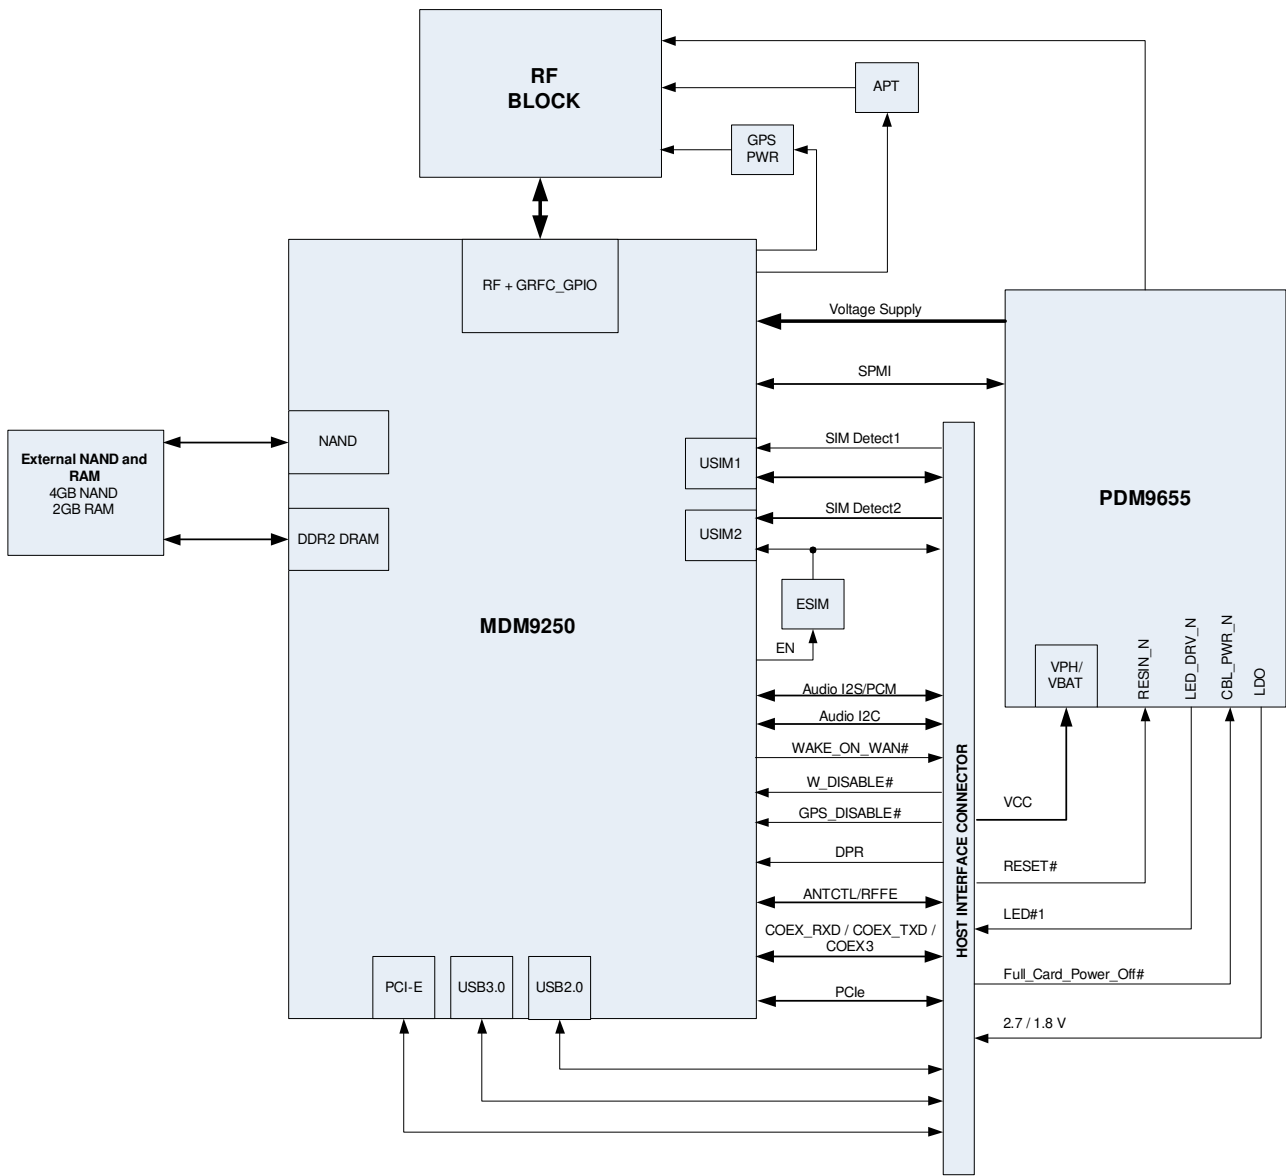 RF
BLOCK
APT
GPS
PWR
RF + GRFC_GPIO
Voltage Supply
SPMI
External NAND and
RAM
4GB NAND
2GB RAM
NAND
DDR2 DRAM
USIM1
SIM Detect1
USIM2
SIM Detect2
PDM9655
ESIM
MDM9250
EN
VPH/
VBAT
RESIN_N
LED_DRV_N
CBL_PWR_N
LDO
Audio I2S/PCM
Audio I2C
WAKE_ON_WAN#
W_DISABLE#
GPS_DISABLE#
DPR
ANTCTL/RFFE
COEX_RXD / COEX_TXD /
COEX3
PCIe
HOST INTERFACE CONNECTOR
VCC
RESET#
LED#1
Full_Card_Power_Off#
2.7 / 1.8 V
PCI-E
USB3.0
USB2.0